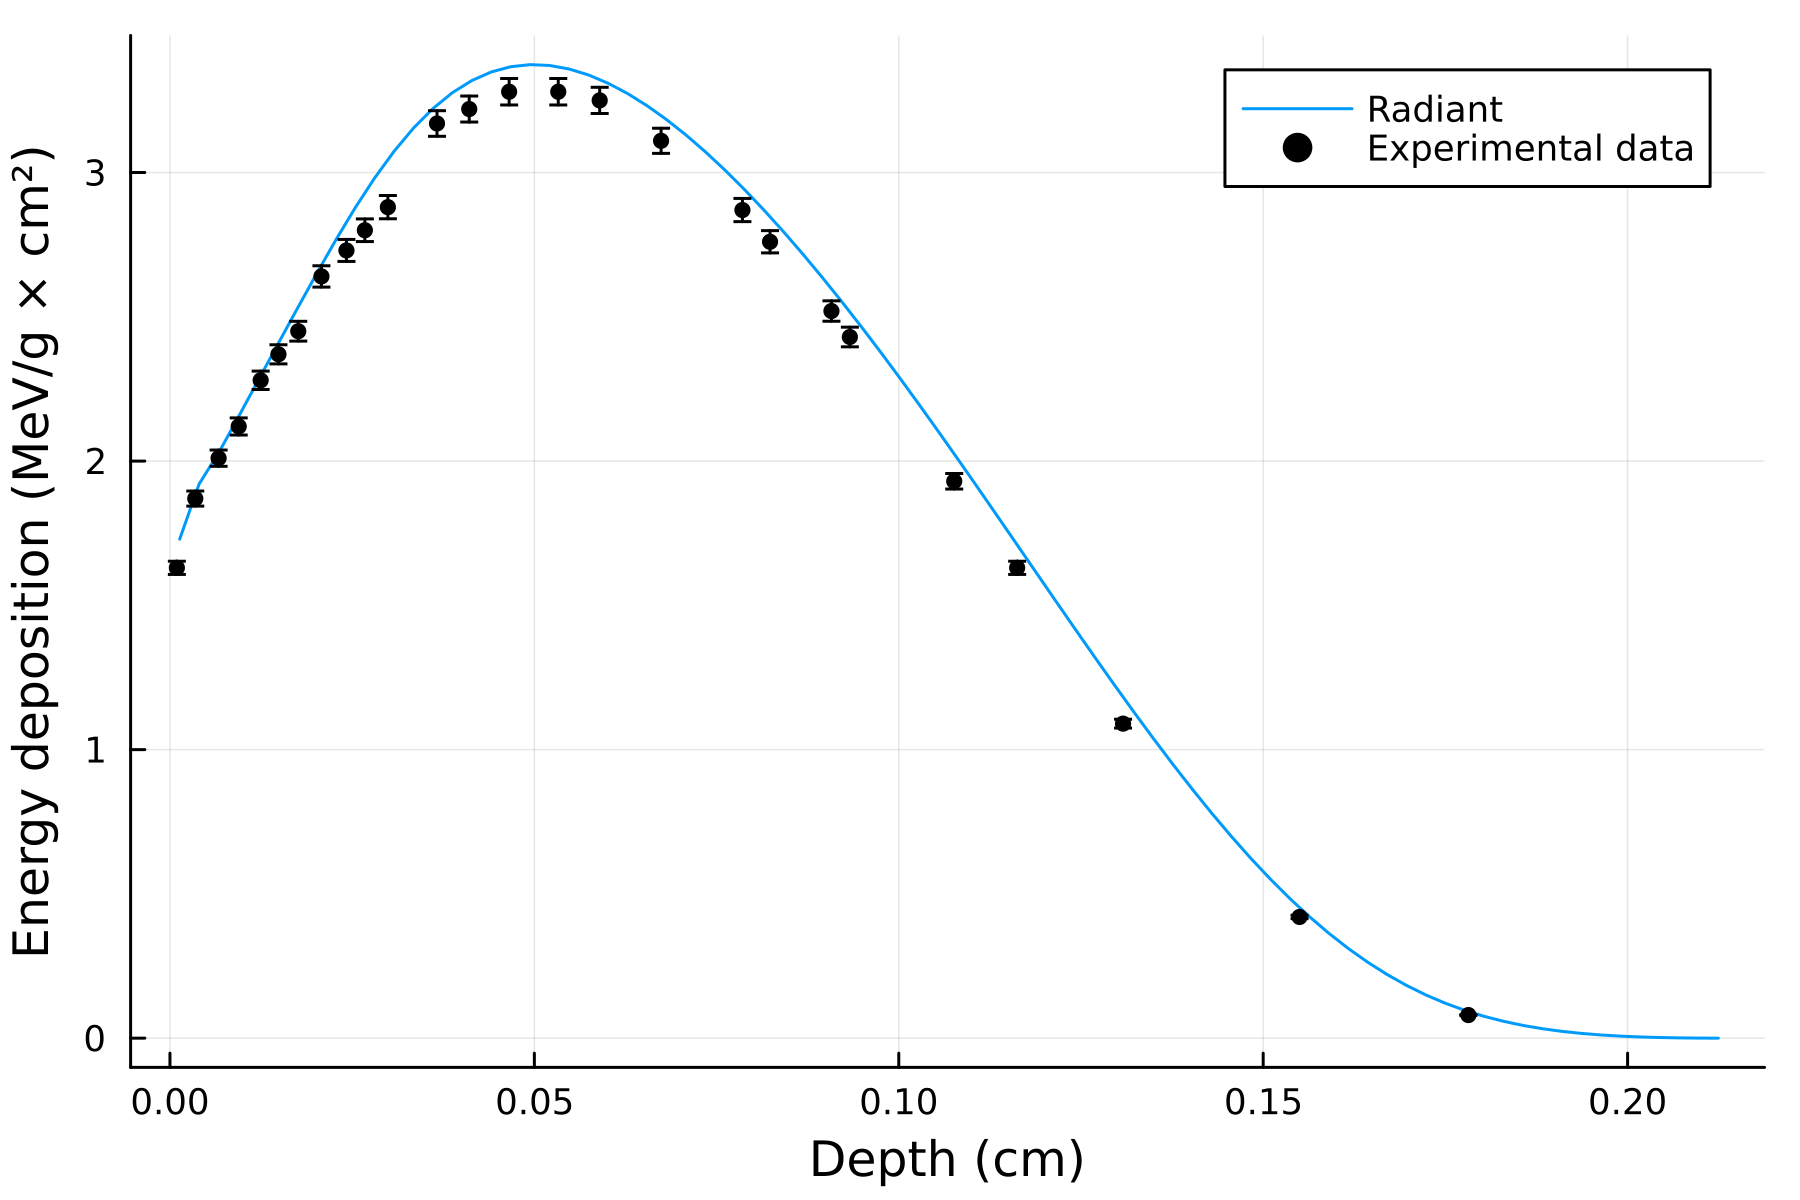 Energy deposition (MeV/g × cm²)
3
2
1
0
Radiant
Experimental data
0.00 0.05 0.10 0.15 0.20
Depth (cm)